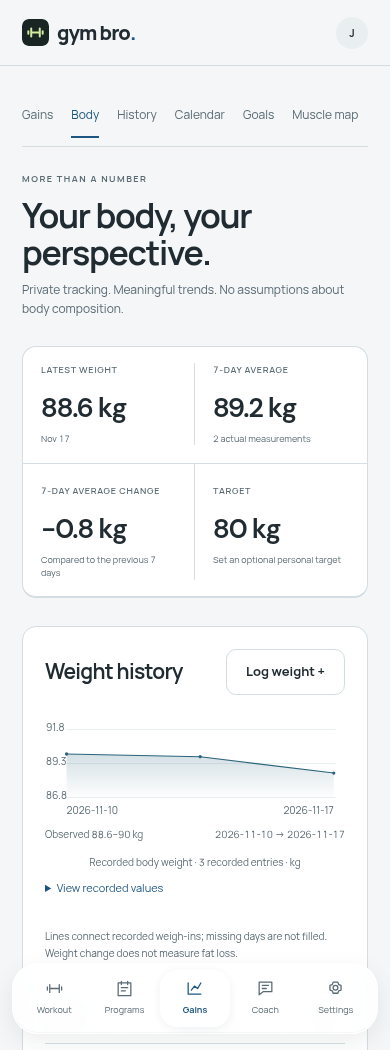 gym bro.
J
Gains Body History Calendar Goals Muscle map
MORE THAN A NUMBER
Your body, your
perspective.
Private tracking. Meaningful trends. No assumptions about
body composition.
LATEST WEIGHT
88.6 kg
Nov 17
7-DAY AVERAGE
89.2 kg
2 actual measurements
7-DAY AVERAGE CHANGE
−0.8 kg
Compared to the previous 7
days
TARGET
80 kg
Set an optional personal target
Weight history
Log weight +
91.8
89.3
86.8
2026-11-10 2026-11-17
Observed 88.6–90 kg 2026-11-10 → 2026-11-17
Recorded body weight · 3 recorded entries · kg
▶ View recorded values
Lines connect recorded weigh-ins; missing days are not filled.
Weight change does not measure fat loss.
Workout Programs Gains Coach Settings